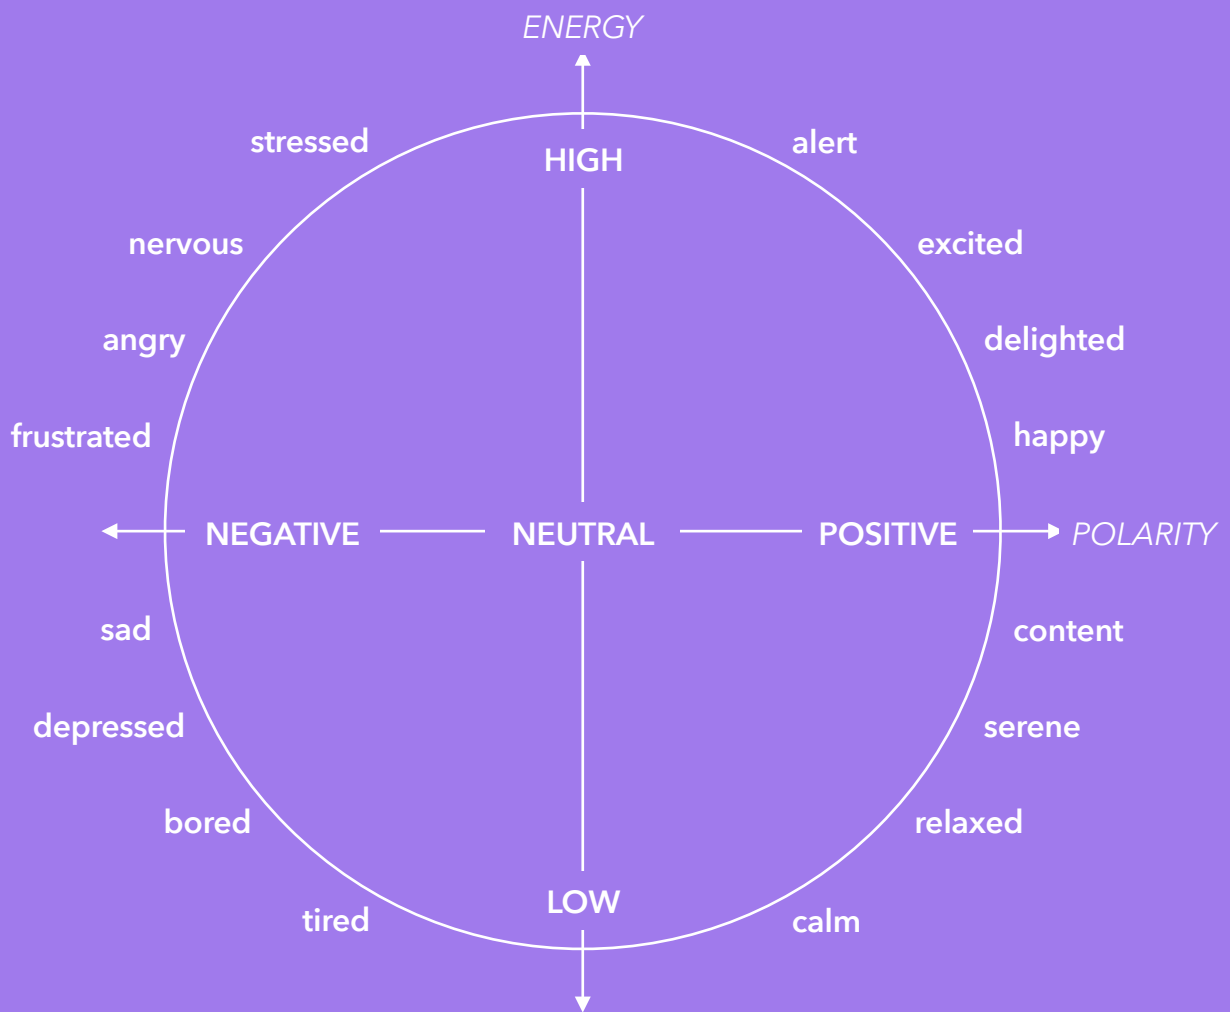 ENERGY
stressed
alert
HIGH
nervous
excited
angry
delighted
frustrated
happy
NEGATIVE
NEUTRAL
POSITIVE
POLARITY
sad
content
depressed
serene
bored
relaxed
LOW
tired
calm